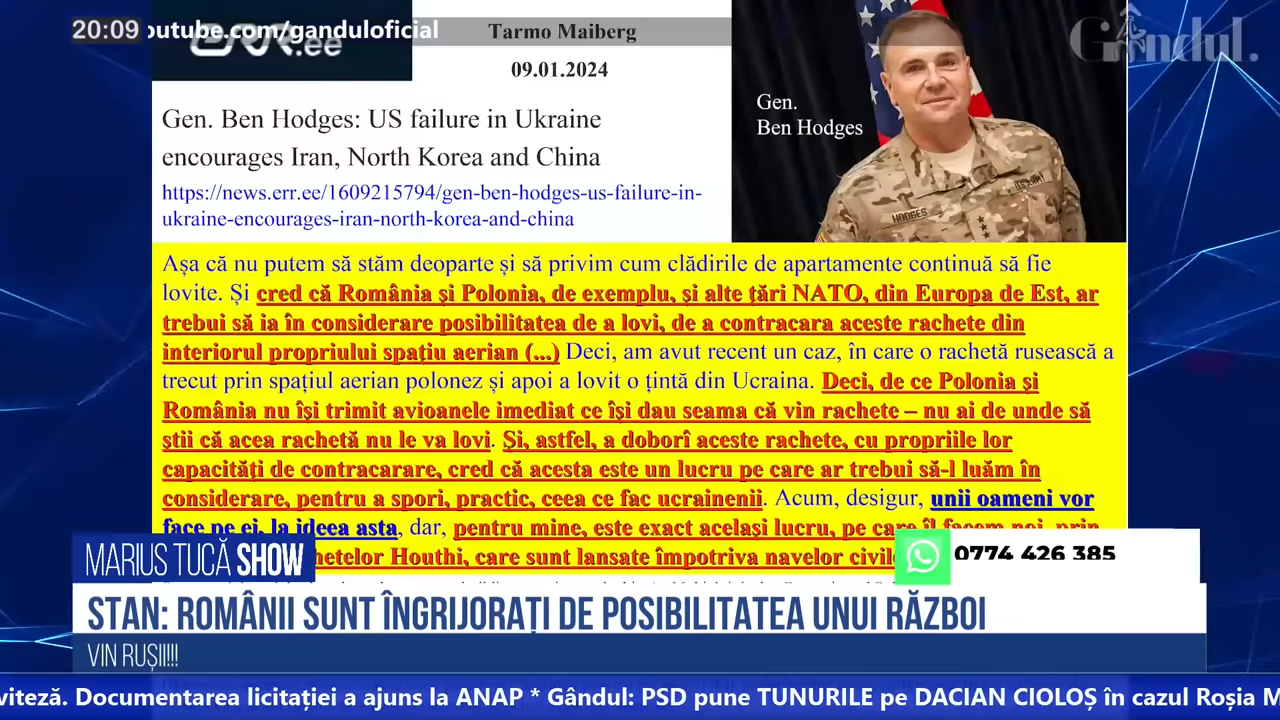 20:09 outube.com/ganduloficial
Tarmo Maiberg
Gândul.
err.ee
09.01.2024
Gen. Ben Hodges: US failure in Ukraine
encourages Iran, North Korea and China
https://news.err.ee/1609215794/gen-ben-hodges-us-failure-in-
ukraine-encourages-iran-north-korea-and-china
Gen.
Ben Hodges
HODGES
U.S. ARMY
Așa că nu putem să stăm deoparte și să privim cum clădirile de apartamente continuă să fie
lovite. Și cred că România și Polonia, de exemplu, și alte țări NATO, din Europa de Est, ar
trebui să ia în considerare posibilitatea de a lovi, de a contracara aceste rachete din
interiorul propriului spațiu aerian (...) Deci, am avut recent un caz, în care o rachetă rusească a
trecut prin spațiul aerian polonez și apoi a lovit o țintă din Ucraina. Deci, de ce Polonia și
România nu își trimit avioanele imediat ce își dau seama că vin rachete – nu ai de unde să
știi că acea rachetă nu le va lovi. Și, astfel, a doborî aceste rachete, cu propriile lor
capacități de contracarare, cred că acesta este un lucru pe care ar trebui să-l luăm în
considerare, pentru a spori, practic, ceea ce fac ucrainenii. Acum, desigur, unii oameni vor
face pe ei, la ideea asta, dar, pentru mine, este exact același lucru, pe care îl facem noi, prin
hetelor Houthi, care sunt lansate împotriva navelor civile
0774 426 385
MARIUS TUCĂ SHOW
STAN: ROMÂNII SUNT ÎNGRIJORAȚI DE POSIBILITATEA UNUI RĂZBOI
VIN RUȘII!!!
viteză. Documentarea licitației a ajuns la ANAP * Gândul: PSD pune TUNURILE pe DACIAN CIOLOȘ în cazul Roșia M